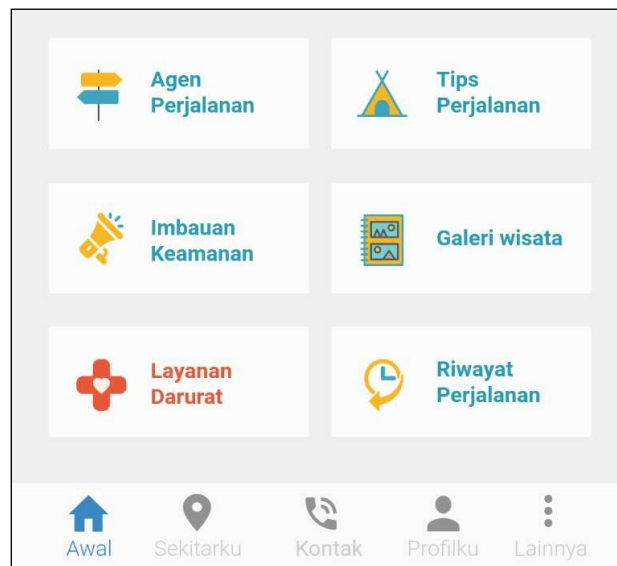 Agen
Perjalanan
Tips
Perjalanan
Imbauan
Keamanan
Galeri wisata
Layanan
Darurat
Riwayat
Perjalanan
Awal
Sekitarku
Kontak
Profilku
Lainnya